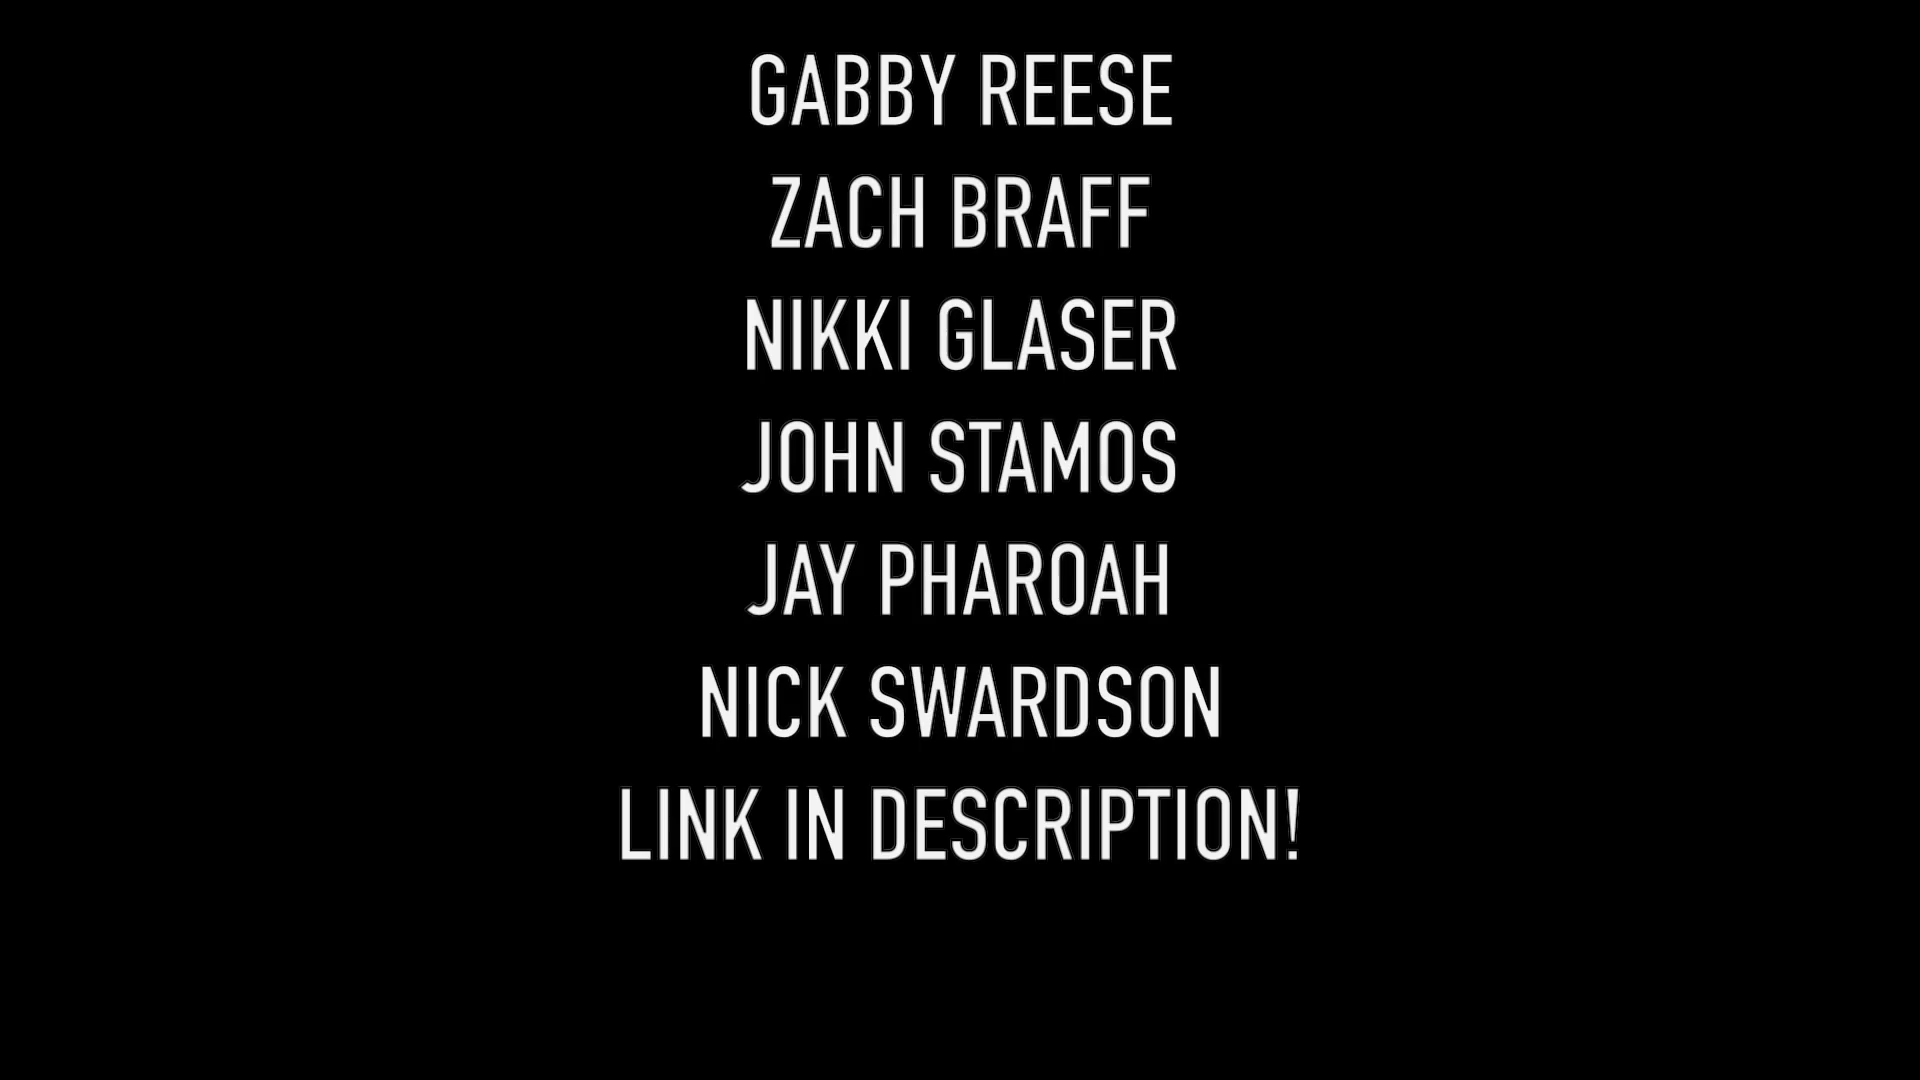 GABBY REESE
ZACH BRAFF
NIKKI GLASER
JOHN STAMOS
JAY PHAROAH
NICK SWARDSON
LINK IN DESCRIPTION!